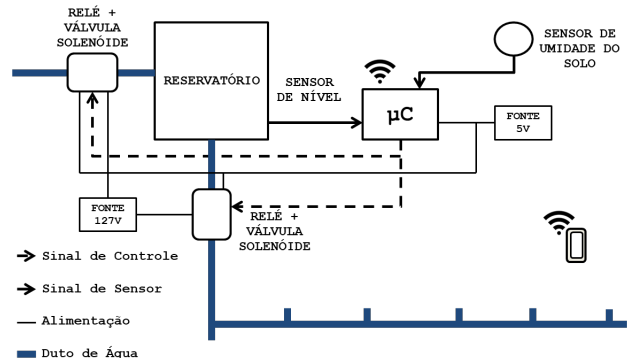 RELÉ +
VÁLVULA
SOLENÓIDE
RESERVATÓRIO
SENSOR
DE NÍVEL
µC
SENSOR DE
UMIDADE DO
SOLO
FONTE
5V
FONTE
127V
RELÉ +
VÁLVULA
SOLENÓIDE
Sinal de Controle
Sinal de Sensor
Alimentação
Duto de Água